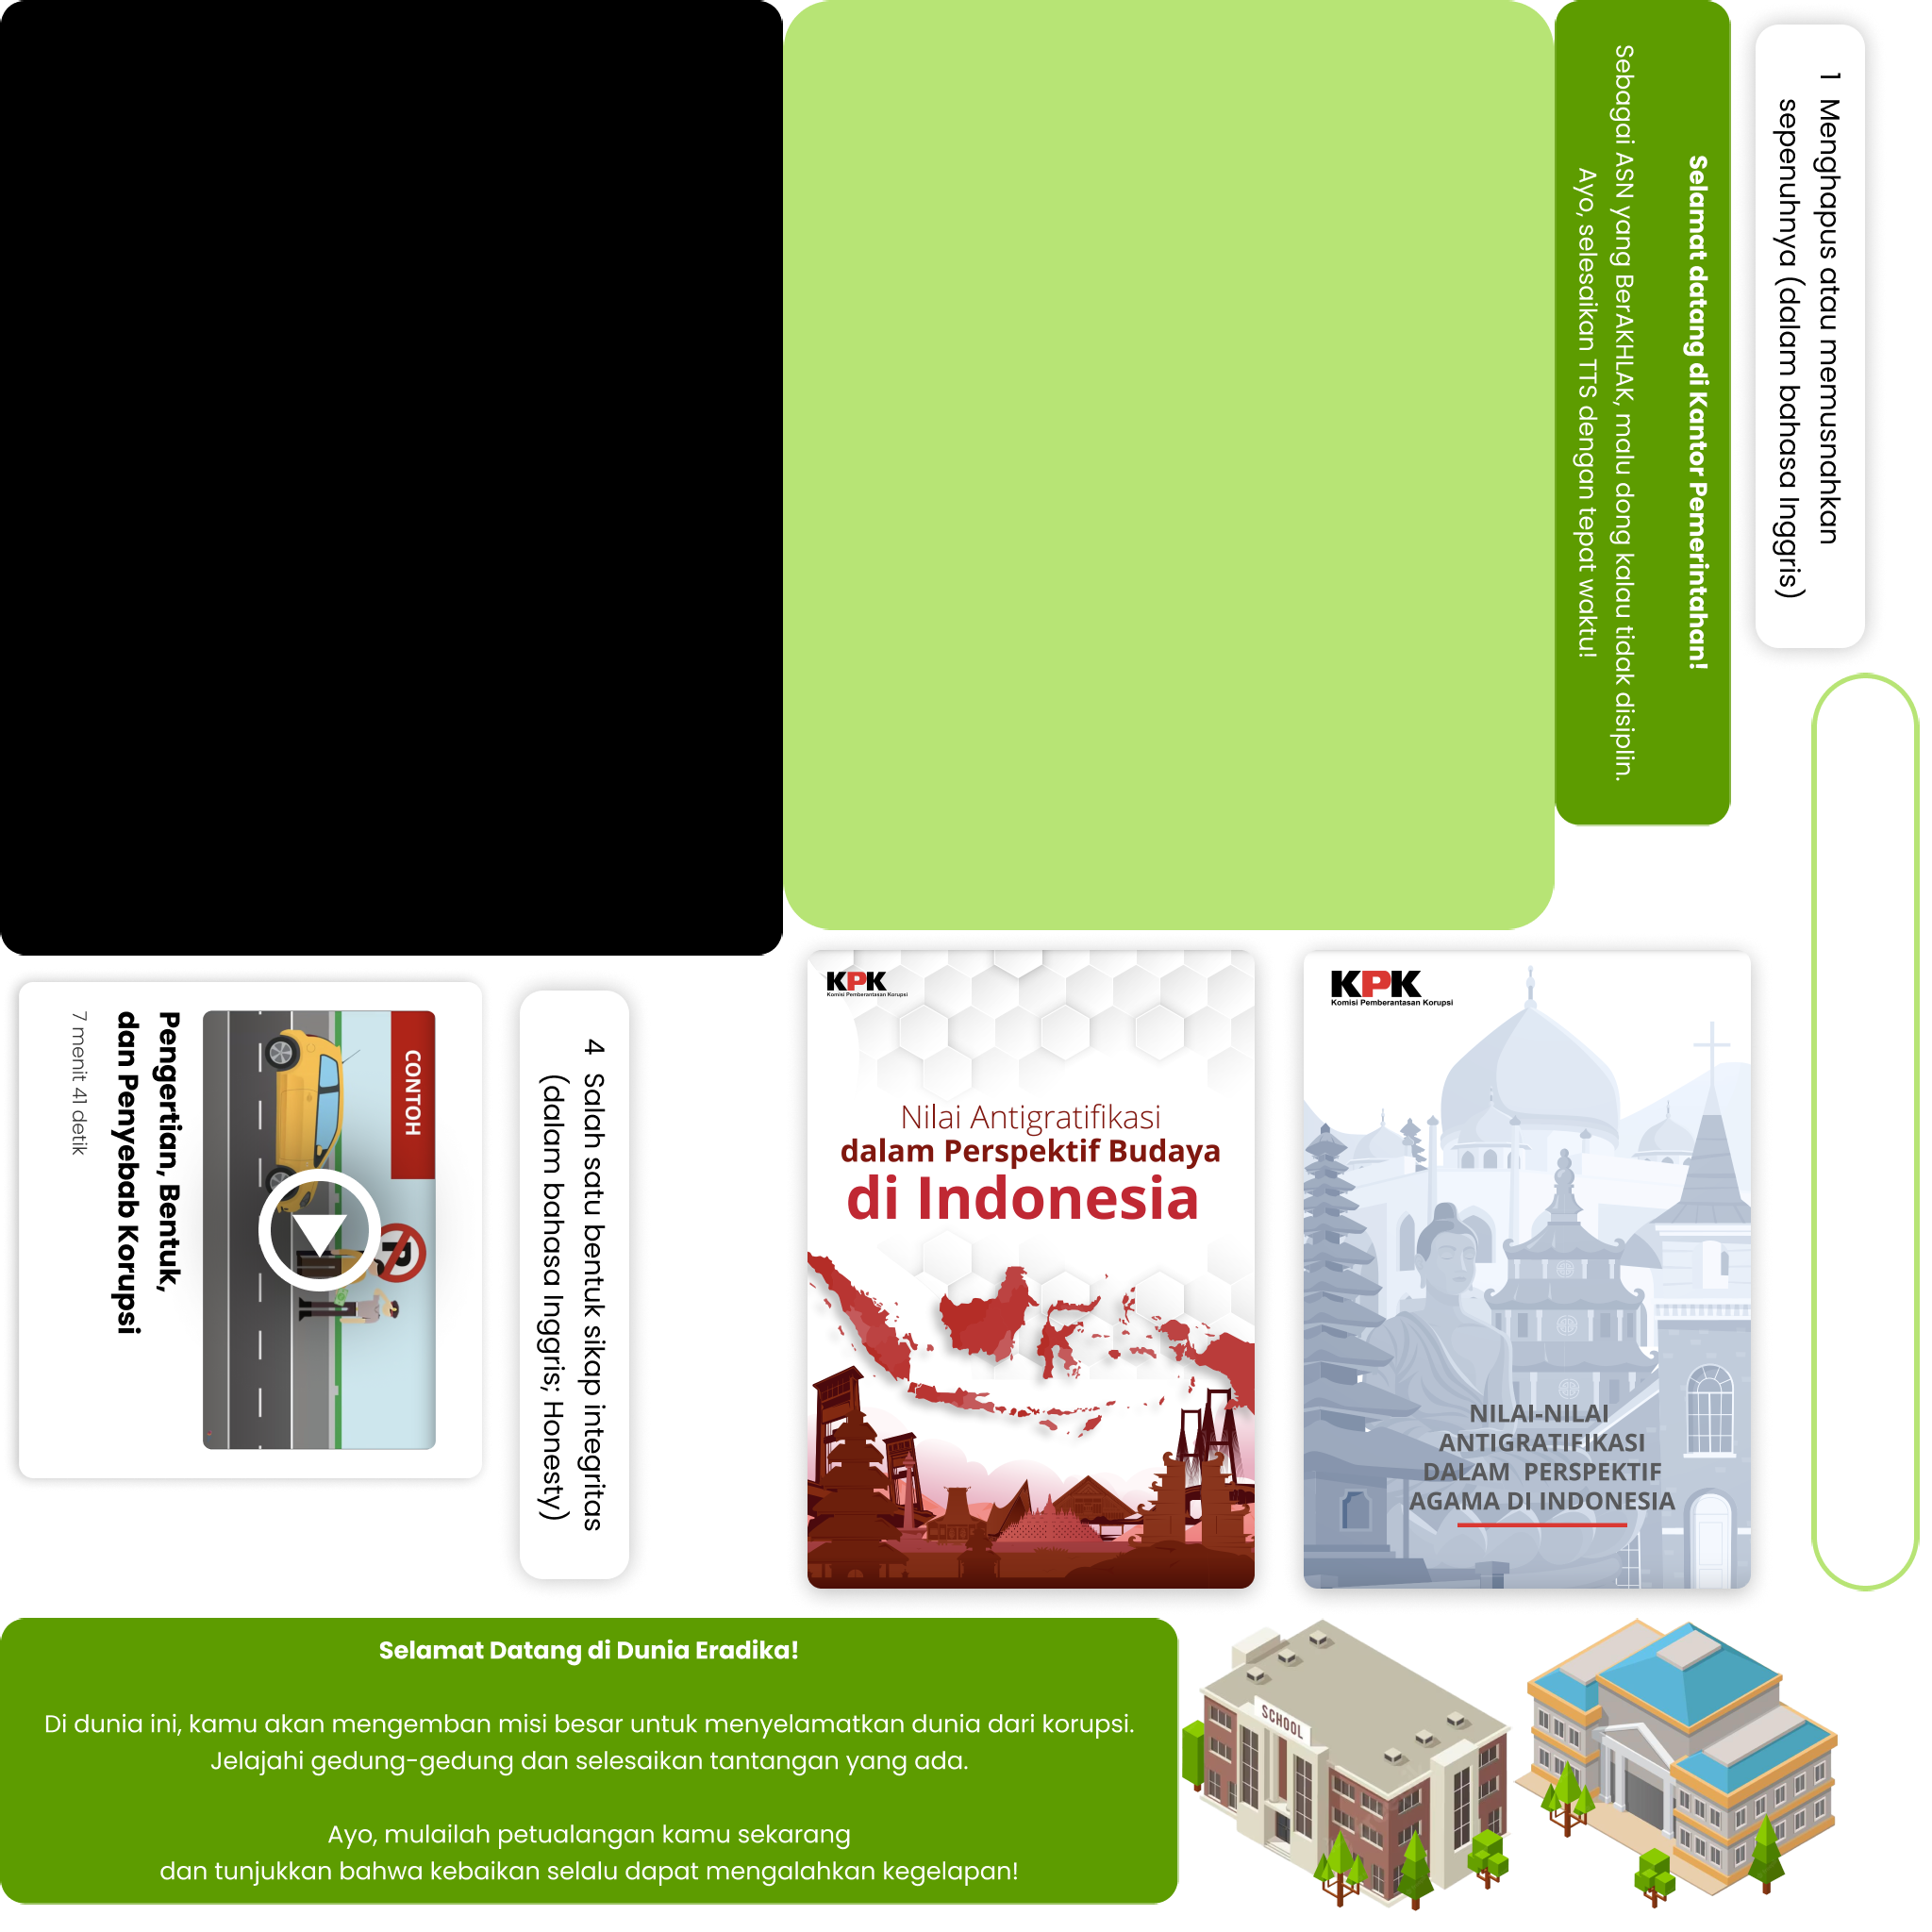 1 Menghapus atau memusnahkan
sepenuhnya (dalam bahasa Inggris)
Selamat datang di Kantor Pemerintahan!
Sebagai ASN yang BerAKHLAK, malu dong kalau tidak disiplin.
Ayo, selesaikan TTS dengan tepat waktu!
CONTOH
P
Pengertian, Bentuk,
dan Penyebab Korupsi
7 menit 41 detik
4 Salah satu bentuk sikap integritas
(dalam bahasa Inggris; Honesty)
KPK
Komisi Pemberantasan Korupsi
Nilai Antigratifikasi
dalam Perspektif Budaya
di Indonesia
KPK
Komisi Pemberantasan Korupsi
NILAI-NILAI
ANTIGRATIFIKASI
DALAM PERSPEKTIF
AGAMA DI INDONESIA
Selamat Datang di Dunia Eradika!
Di dunia ini, kamu akan mengemban misi besar untuk menyelamatkan dunia dari korupsi.
Jelajahi gedung-gedung dan selesaikan tantangan yang ada.
Ayo, mulailah petualangan kamu sekarang
dan tunjukkan bahwa kebaikan selalu dapat mengalahkan kegelapan!
SCHOOL